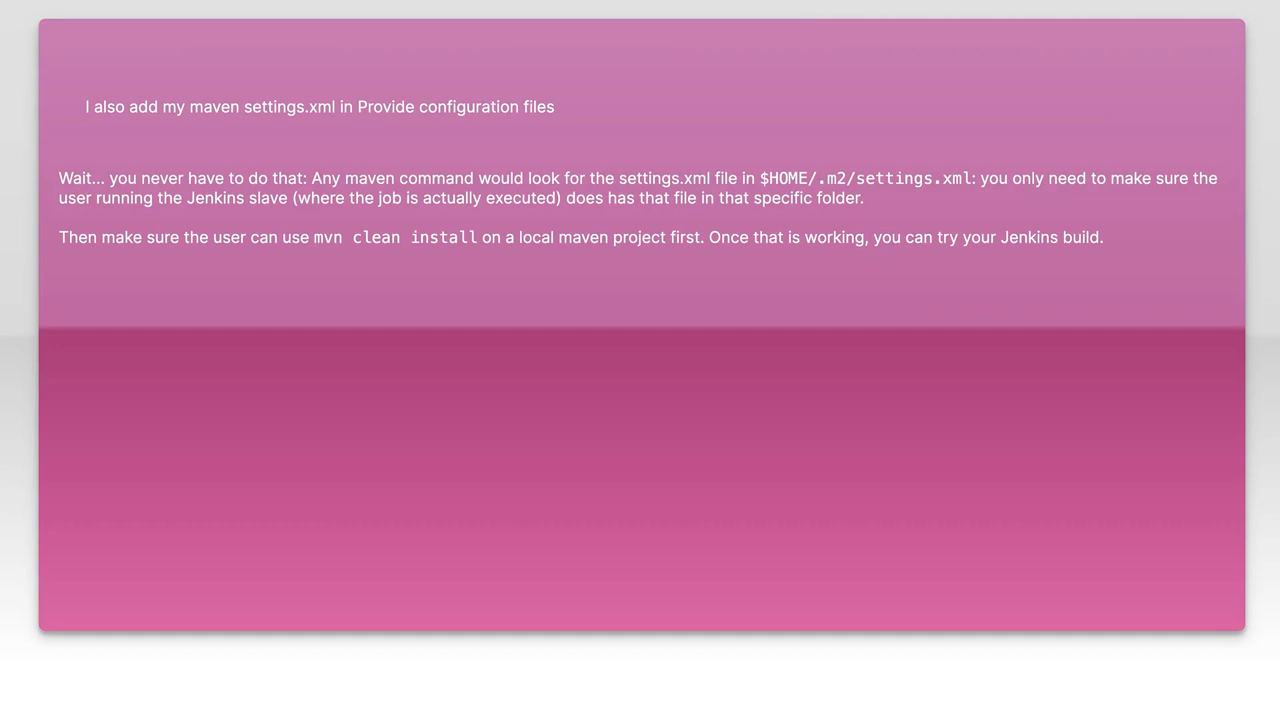 I also add my maven settings.xml in Provide configuration files
Wait... you never have to do that: Any maven command would look for the settings.xml file in $HOME/.m2/settings.xml: you only need to make sure the
user running the Jenkins slave (where the job is actually executed) does has that file in that specific folder.
Then make sure the user can use mvn clean install on a local maven project first. Once that is working, you can try your Jenkins build.